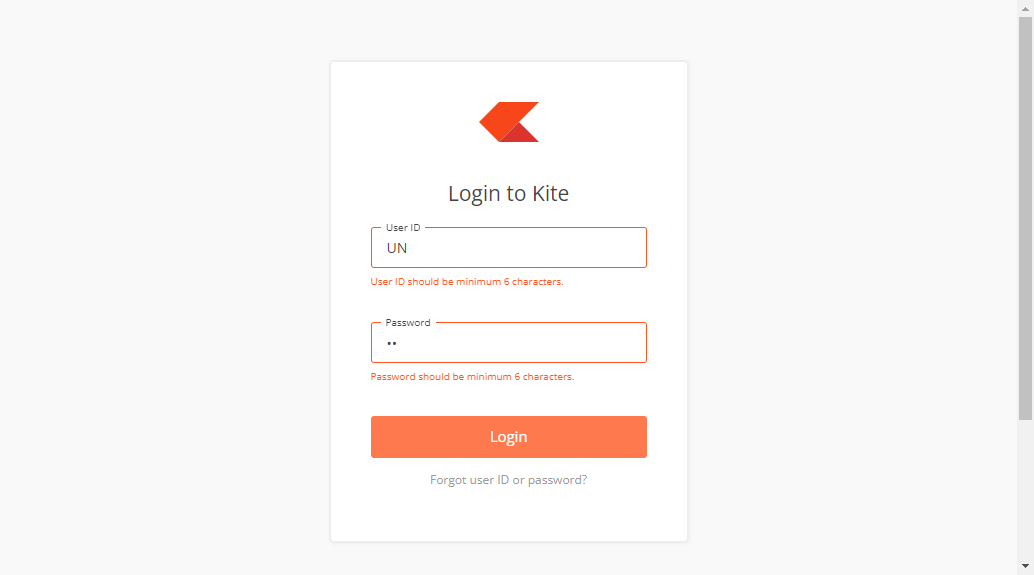 Login to Kite
User ID
UN
User ID should be minimum 6 characters.
Password
••
Password should be minimum 6 characters.
Login
Forgot user ID or password?